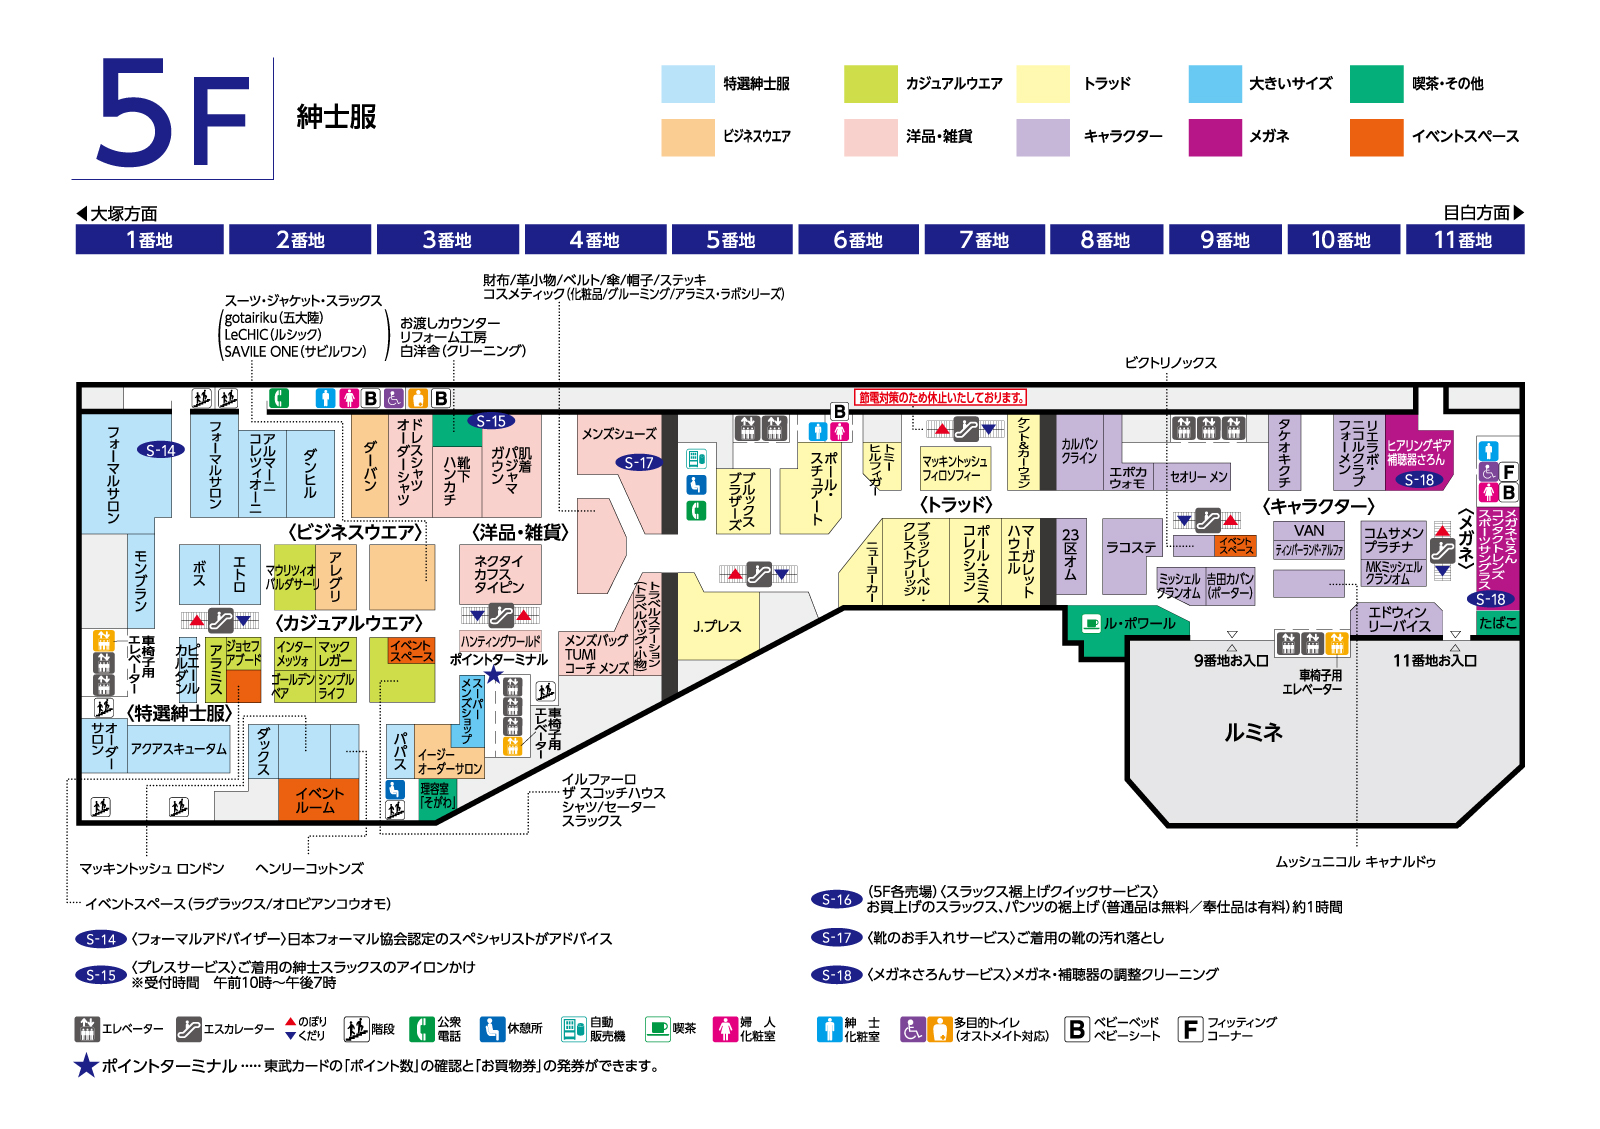 5F 紳士服
特選紳士服
カジュアルウエア
トラッド
大きいサイズ
喫茶・その他
ビジネスウエア
洋品・雑貨
キャラクター
メガネ
イベントスペース
◀大塚方面
目白方面▶
1番地
2番地
3番地
4番地
5番地
6番地
7番地
8番地
9番地
10番地
11番地
財布/革小物/ベルト/傘/帽子/ステッキ
コスメティック(化粧品/グルーミング/アラミス・ラボシリーズ)
スーツ・ジャケット・スラックス
gotairiku(五大陸)
LeCHIC(ルシック)
SAVILE ONE(サビルワン)
お渡しカウンター
リフォーム工房
白洋舎(クリーニング)
ビクトリノックス
節電対策のため休止いたしております。
B
B
B
フォーマルサロン
S-14
フォーマルサロン
アルマーニ
コレツィオーニ
ダンヒル
ダーバン
ドレスシャツ
オーダーシャツ
S-15
靴下
ハンカチ
肌着
パジャマ
ガウン
メンズシューズ
S-17
ブルックス
ブラザーズ
ポール・
スチュアート
トミー
ヒルフィガー
マッキントッシュ
フィロソフィー
ケント&カーウェン
カルバン
クライン
エポカ
ウォモ
セオリー メン
タケオキクチ
リエラボ・
ニコルクラブ
フォーメン
ヒアリングギア
補聴器さろん
S-18
F
B
〈ビジネスウエア〉
〈洋品・雑貨〉
〈トラッド〉
〈キャラクター〉
〈メガネ〉
モンブラン
ボス
エトロ
マウリツィオ
バルダサーリ
アレグリ
ネクタイ
カフス
タイピン
ニューヨーカー
ブラックレーベル・
クレストブリッジ
ポール・スミス
コレクション
マーガレット
ハウエル
23区オム
ラコステ
イベント
スペース
VAN
ティンバーランド・アルファ
コムサメン
プラチナ
MKミッシェル
クランオム
メガネさろん
コンタクトレンズ
スポーツサングラス
S-18
ミッシェル
クランオム
吉田カバン
(ポーター)
エドウィン
リーバイス
たばこ
〈カジュアルウエア〉
車椅子用
エレベーター
ピエール
カルダン
アラミス
ジョセフ
アブード
インター
メッツォ
マック
レガー
ゴールデン
ベア
シンプル
ライフ
イベント
スペース
ハンティングワールド
ポイントターミナル
メンズバッグ
TUMI
コーチ メンズ
トラベルステーション
(トラベルバッグ・小物)
J.プレス
ル・ポワール
9番地お入口
11番地お入口
車椅子用
エレベーター
ルミネ
〈特選紳士服〉
オーダー
サロン
アクアスキュータム
ダックス
イベント
ルーム
パパス
イージー
オーダーサロン
スーパー
メンズショップ
車椅子用
エレベーター
理容室
「そがわ」
イルファーロ
ザ スコッチハウス
シャツ/セーター
スラックス
マッキントッシュ ロンドン
ヘンリーコットンズ
ムッシュニコル キャナルドゥ
イベントスペース(ラグラックス/オロビアンコウオモ)
S-14 〈フォーマルアドバイザー〉日本フォーマル協会認定のスペシャリストがアドバイス
S-15 〈プレスサービス〉ご着用の紳士スラックスのアイロンかけ
※受付時間 午前10時〜午後7時
S-16 (5F各売場)〈スラックス裾上げクイックサービス〉
お買上げのスラックス、パンツの裾上げ(普通品は無料/奉仕品は有料)約1時間
S-17 〈靴のお手入れサービス〉ご着用の靴の汚れ落とし
S-18 〈メガネさろんサービス〉メガネ・補聴器の調整クリーニング
エレベーター
エスカレーター
▲のぼり
▼くだり
階段
公衆
電話
休憩所
自動
販売機
喫茶
婦人
化粧室
紳士
化粧室
多目的トイレ
(オストメイト対応)
B ベビーベッド
ベビーシート
F フィッティング
コーナー
★ポイントターミナル ‥‥‥ 東武カードの「ポイント数」の確認と「お買物券」の発券ができます。